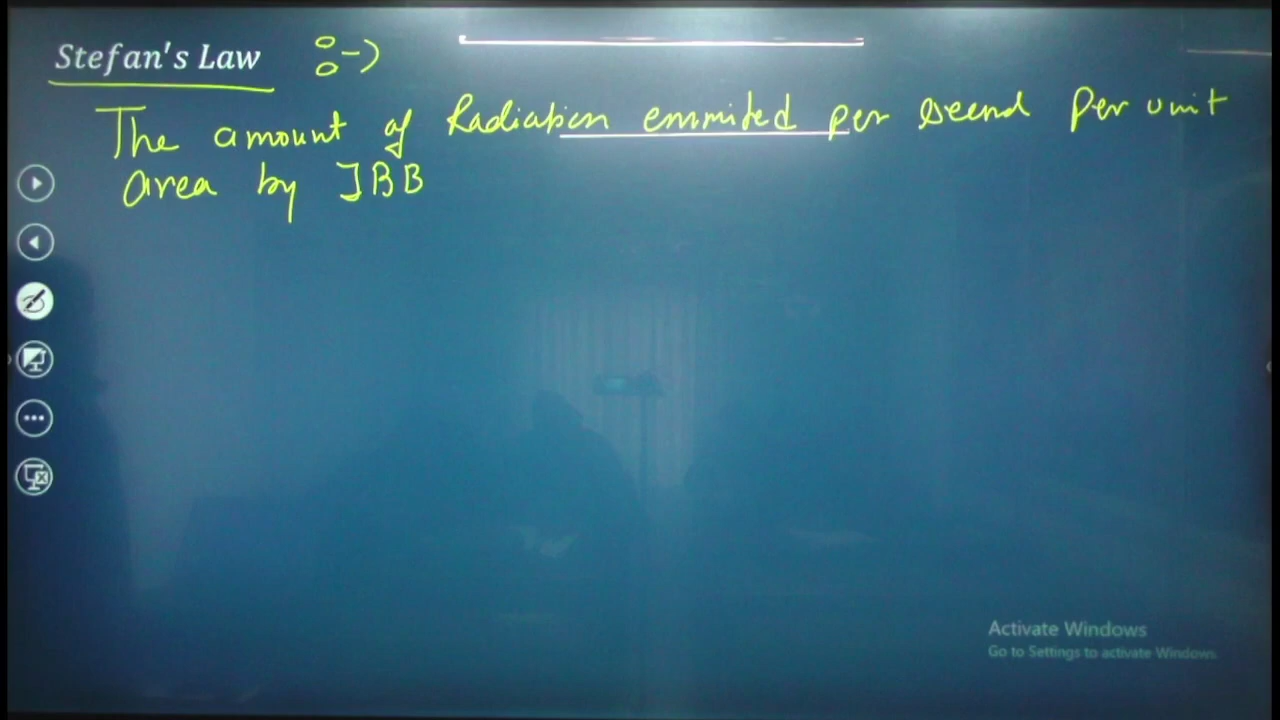 Stefan's Law :-)
The amount of Radiation emmited per second Per unit
area by IBB
Activate Windows
Go to Settings to activate Windows.